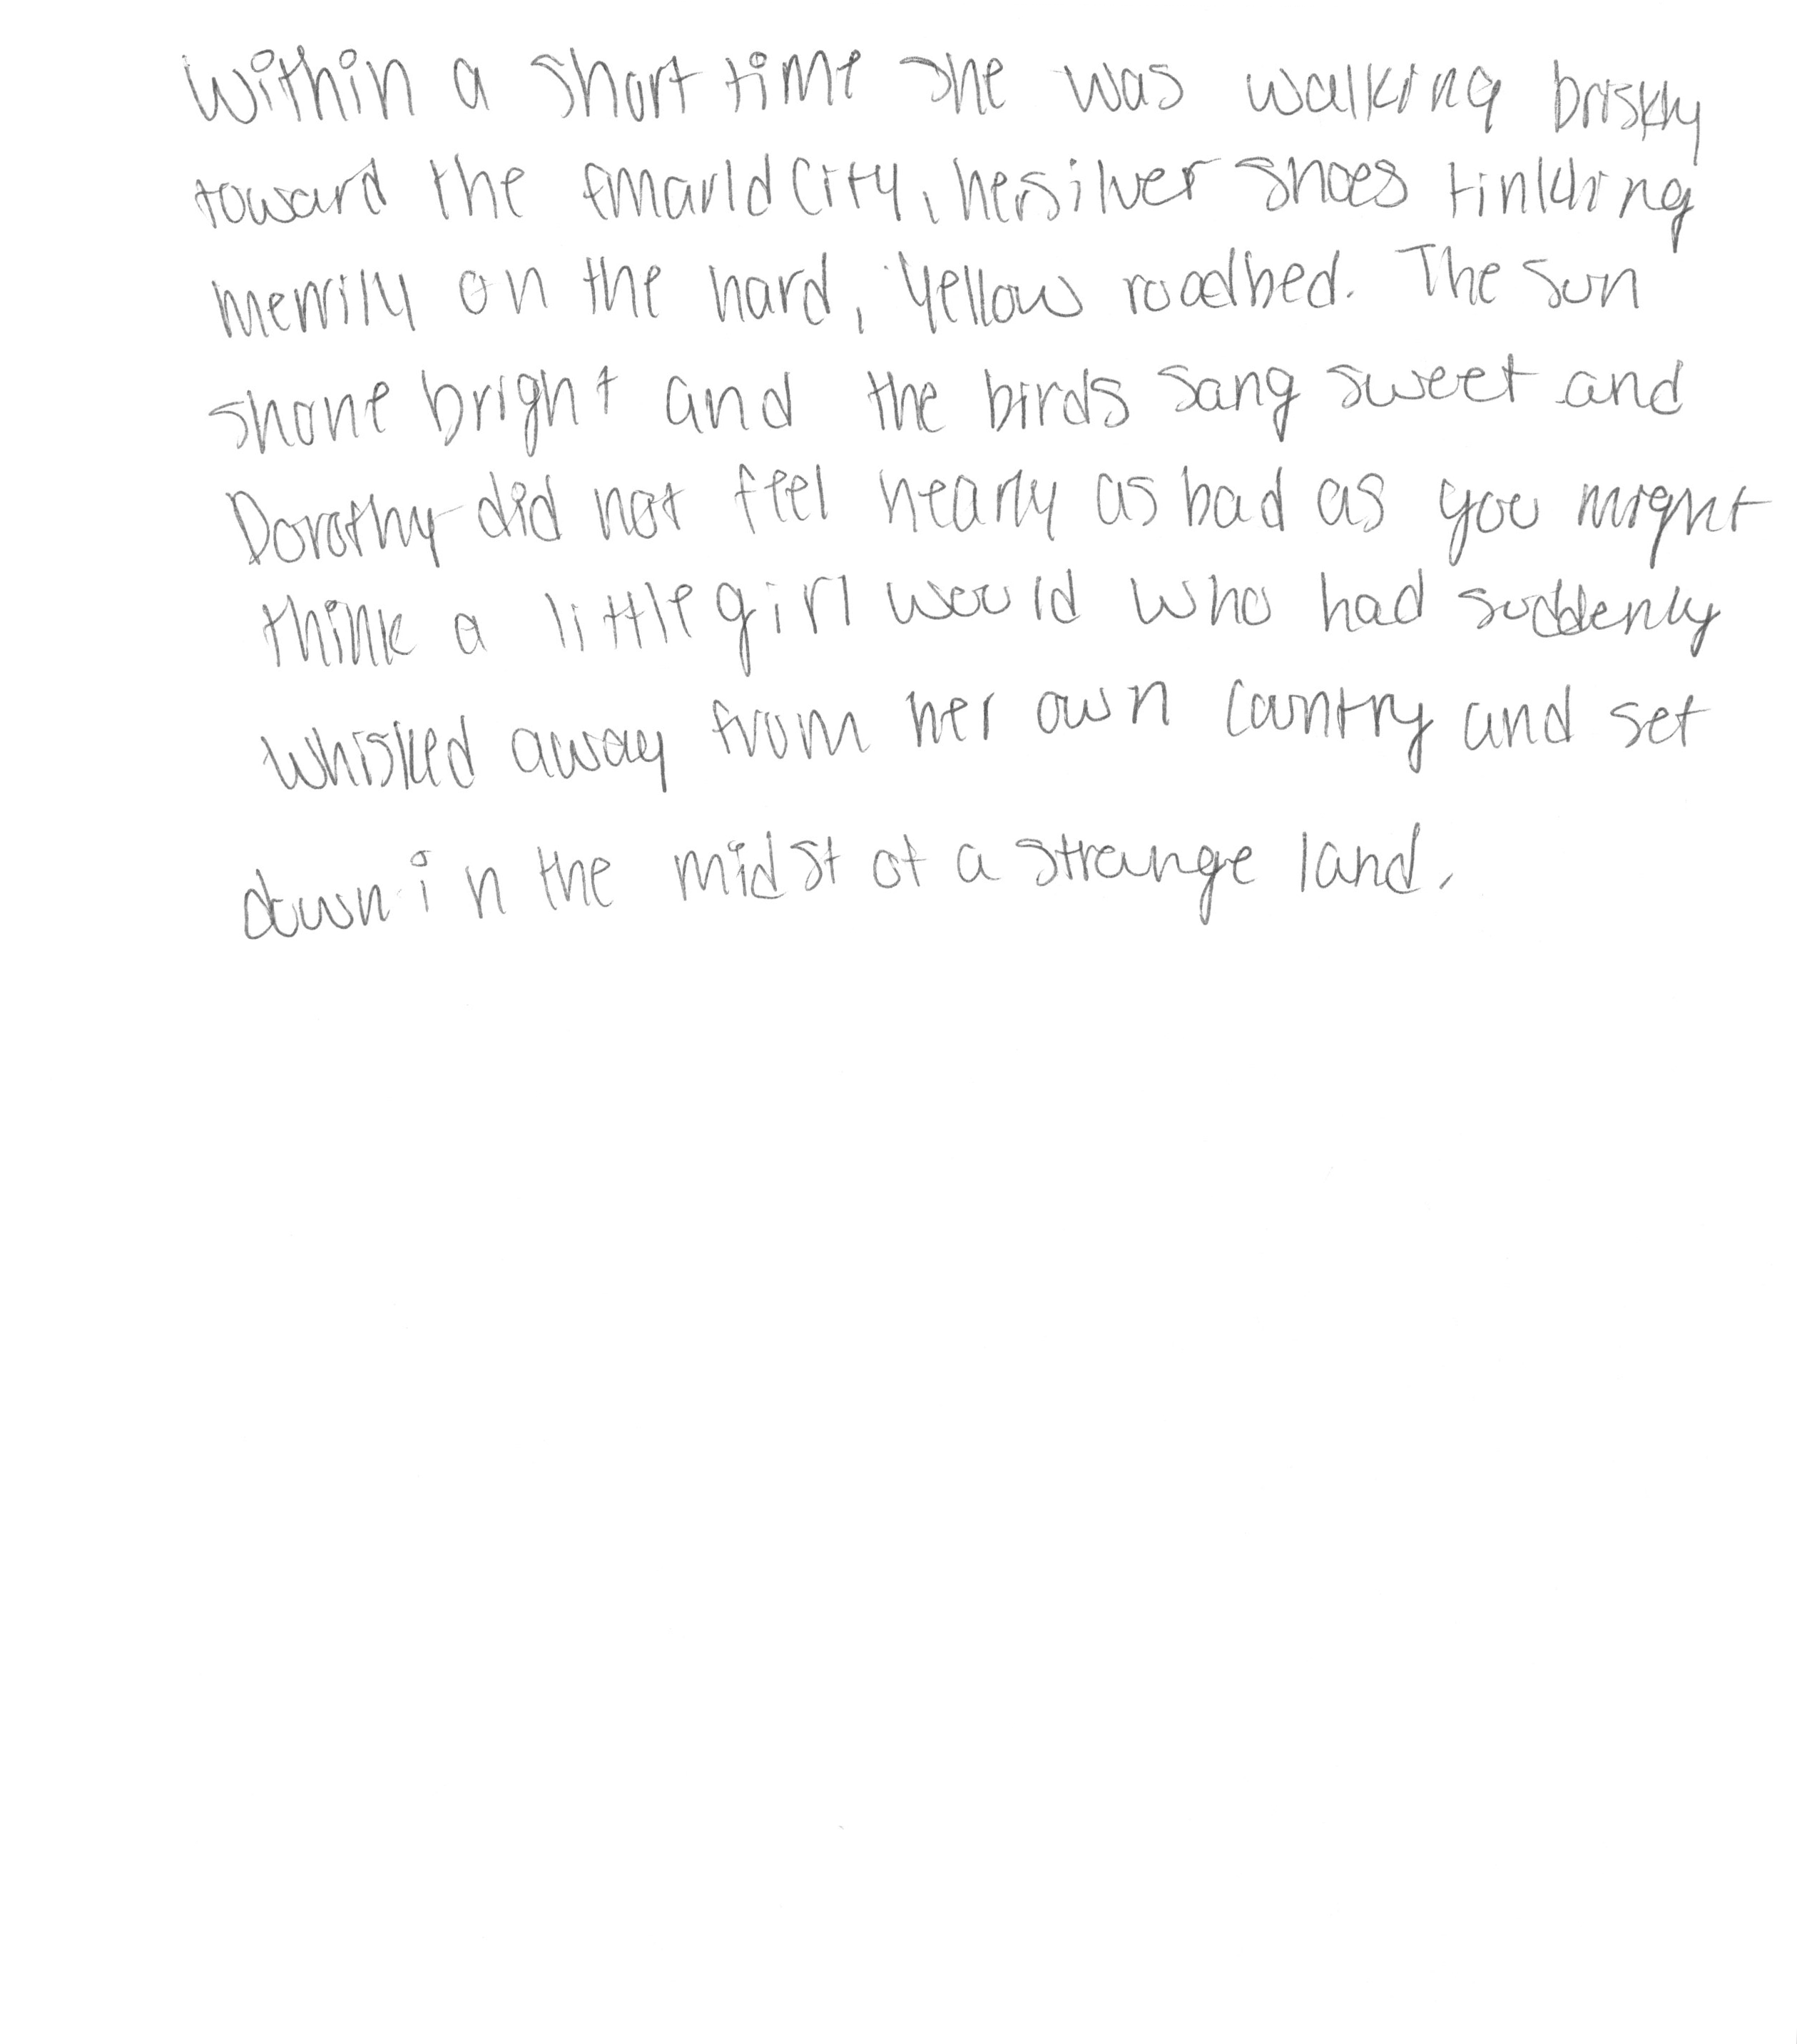 Within a short time she was walking briskly
toward the Emarld City, her silver shoes tinkling
merrily on the hard, yellow roadbed. The sun
shone bright and the birds sang sweet and
Dorothy did not feel nearly as bad as you might
think a little girl would who had suddenly
whisked away from her own country and set
down in the midst of a strange land.